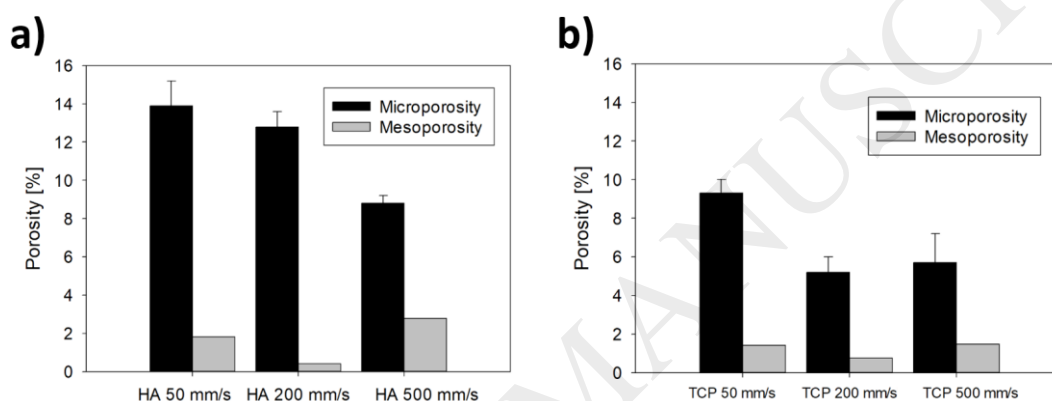 a)
Porosity [%]
16
14
12
10
8
6
4
2
0
Microporosity
Mesoporosity
HA 50 mm/s HA 200 mm/s HA 500 mm/s
b)
Porosity [%]
16
14
12
10
8
6
4
2
0
Microporosity
Mesoporosity
TCP 50 mm/s TCP 200 mm/s TCP 500 mm/s
MANUSC